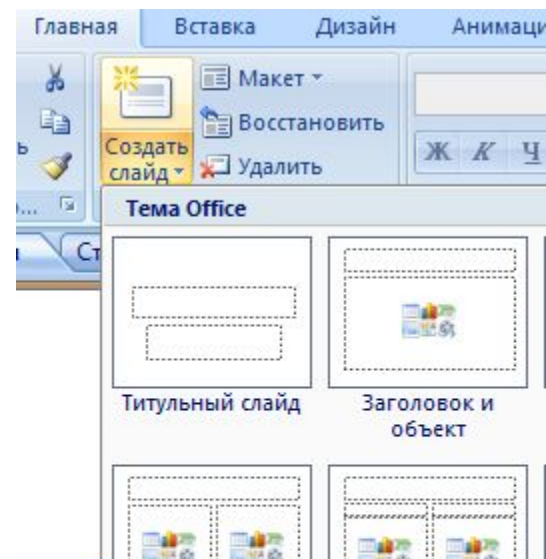 Главная Вставка Дизайн
Макет
Восстановить
Создать
слайд
Удалить
Ж К Ч
Тема Office
Титульный слайд
Заголовок и
объект